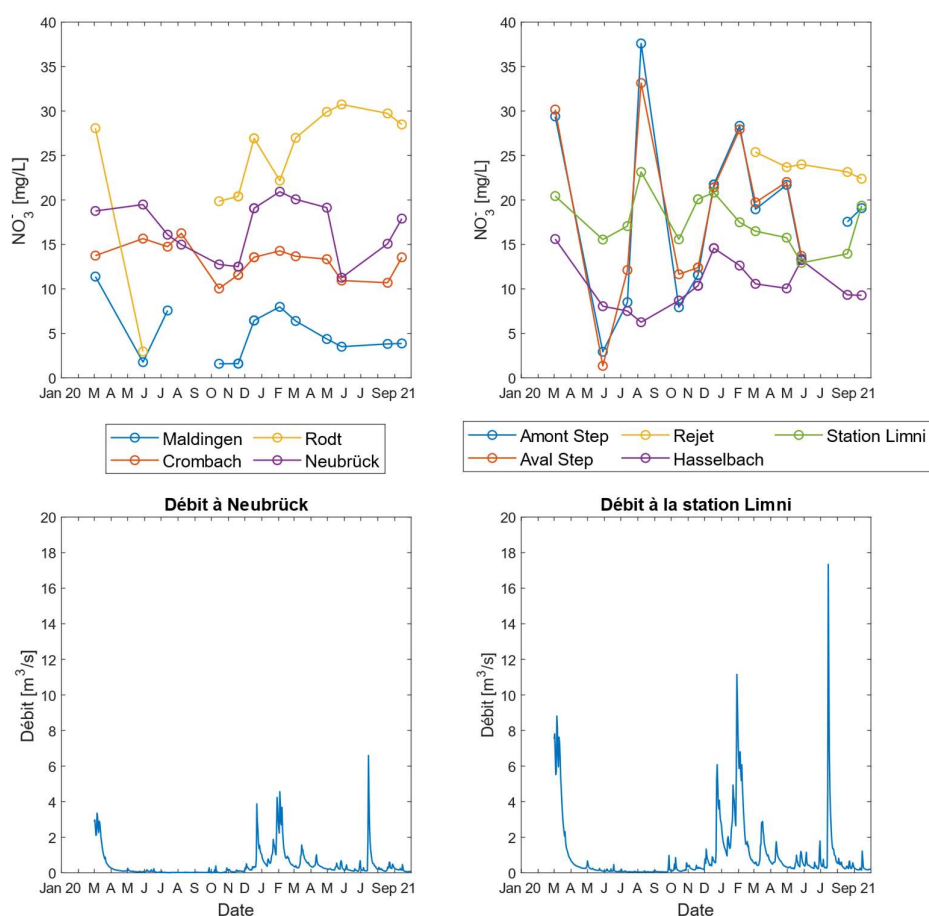 40
35
30
25
20
15
10
5
0
NO₃⁻ [mg/L]
Jan 20 M A M J J A S O N D J F M A M J J A Sep 21
Maldingen Rodt
Crombach Neubrück
40
35
30
25
20
15
10
5
0
NO₃⁻ [mg/L]
Jan 20 M A M J J A S O N D J F M A M J J A Sep 21
Amont Step Rejet Station Limni
Aval Step Hasselbach
Débit à Neubrück
20
18
16
14
12
10
8
6
4
2
0
Débit [m³/s]
Jan 20 M A M J J A S O N D J F M A M J J A Sep 21
Date
Débit à la station Limni
20
18
16
14
12
10
8
6
4
2
0
Débit [m³/s]
Jan 20 M A M J J A S O N D J F M A M J J A Sep 21
Date